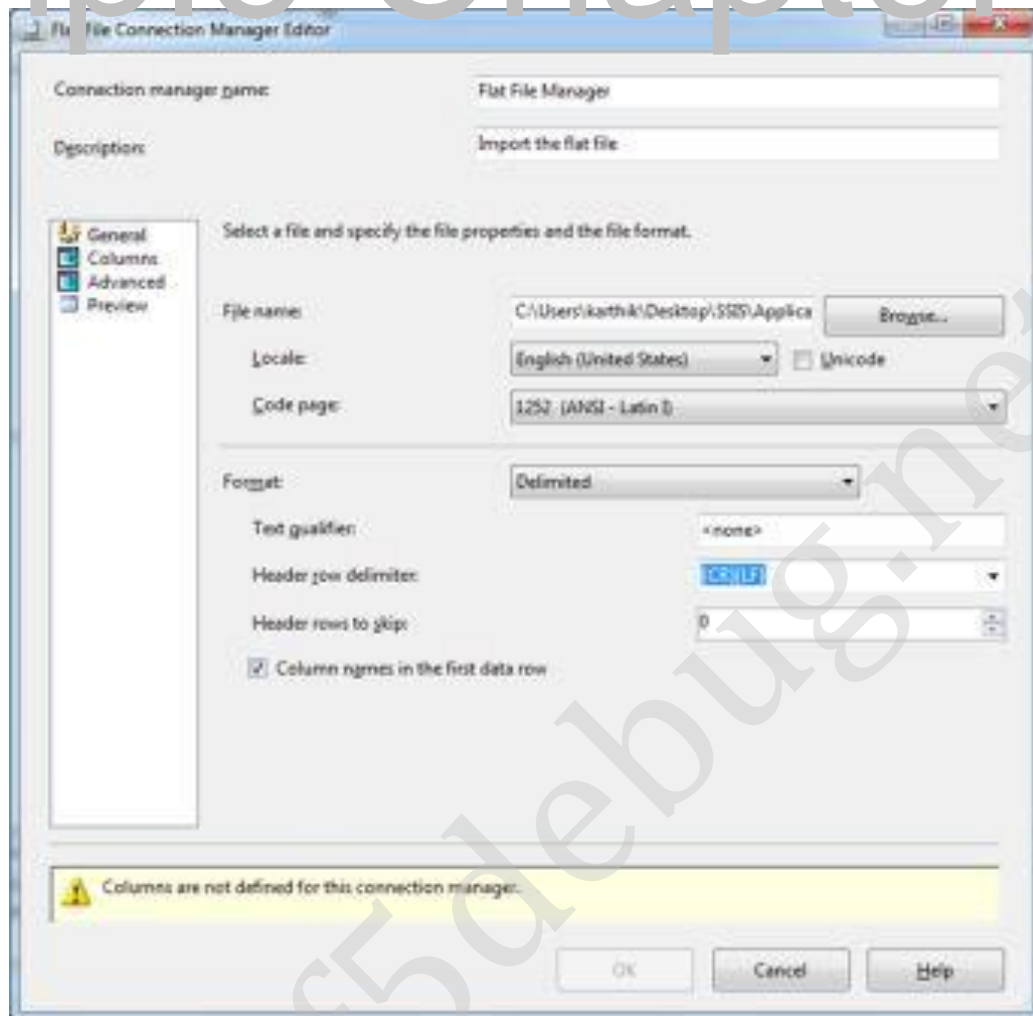 Flat File Connection Manager Editor
Connection manager name: Flat File Manager
Description: Import the flat file
General
Columns
Advanced
Preview
Select a file and specify the file properties and the file format.
File name: C:\Users\karthik\Desktop\SSIS\Applica Browse...
Locale: English (United States) Unicode
Code page: 1252 (ANSI - Latin I)
Format: Delimited
Text qualifier: <none>
Header row delimiter: {CR}{LF}
Header rows to skip: 0
Column names in the first data row
Columns are not defined for this connection manager.
OK Cancel Help
f5debug.ne